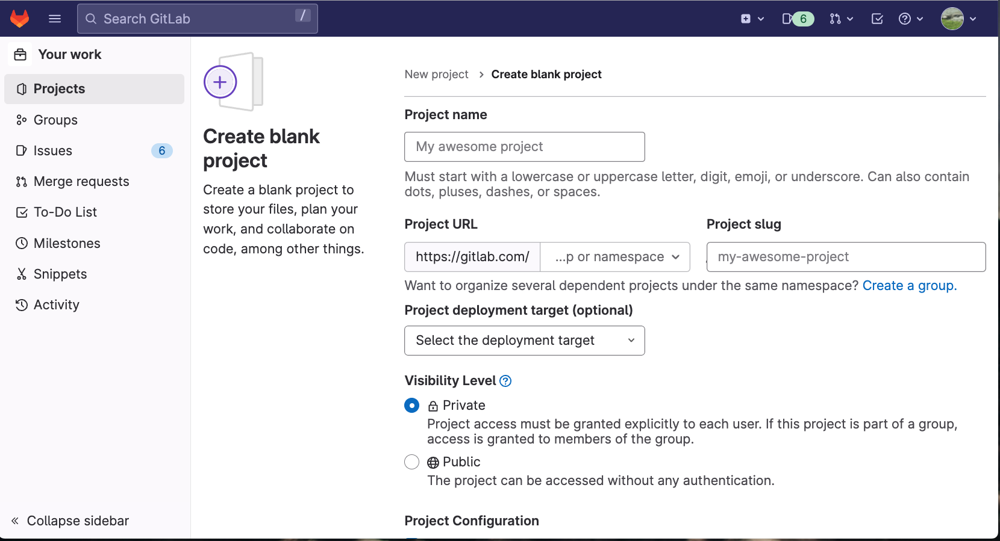 Search GitLab
/
6
Your work
Projects
Groups
Issues
6
Merge requests
To-Do List
Milestones
Snippets
Activity
Collapse sidebar
Create blank
project
Create a blank project to
store your files, plan your
work, and collaborate on
code, among other things.
New project › Create blank project
Project name
My awesome project
Must start with a lowercase or uppercase letter, digit, emoji, or underscore. Can also contain
dots, pluses, dashes, or spaces.
Project URL
https://gitlab.com/
...p or namespace
Project slug
my-awesome-project
Want to organize several dependent projects under the same namespace? Create a group.
Project deployment target (optional)
Select the deployment target
Visibility Level
Private
Project access must be granted explicitly to each user. If this project is part of a group,
access is granted to members of the group.
Public
The project can be accessed without any authentication.
Project Configuration